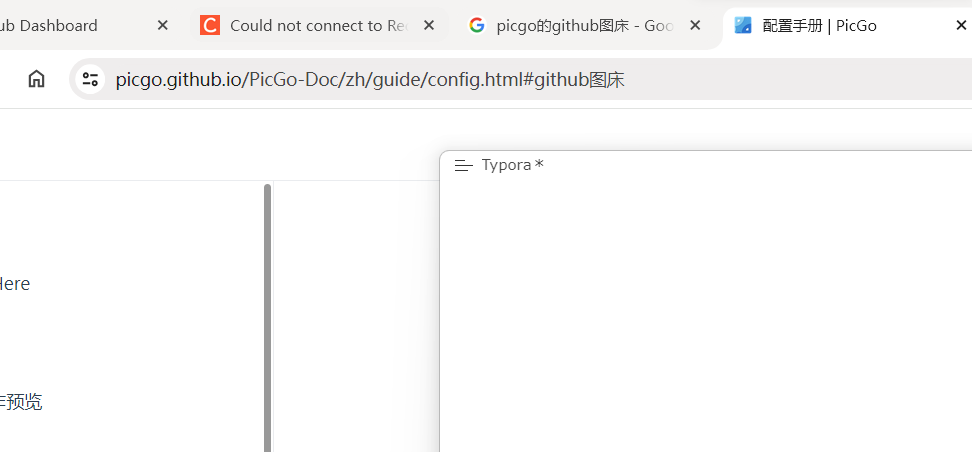 ub Dashboard
Could not connect to Re
picgo的github图床 - Goo
配置手册 | PicGo
picgo.github.io/PicGo-Doc/zh/guide/config.html#github图床
Typora*
Here
预览